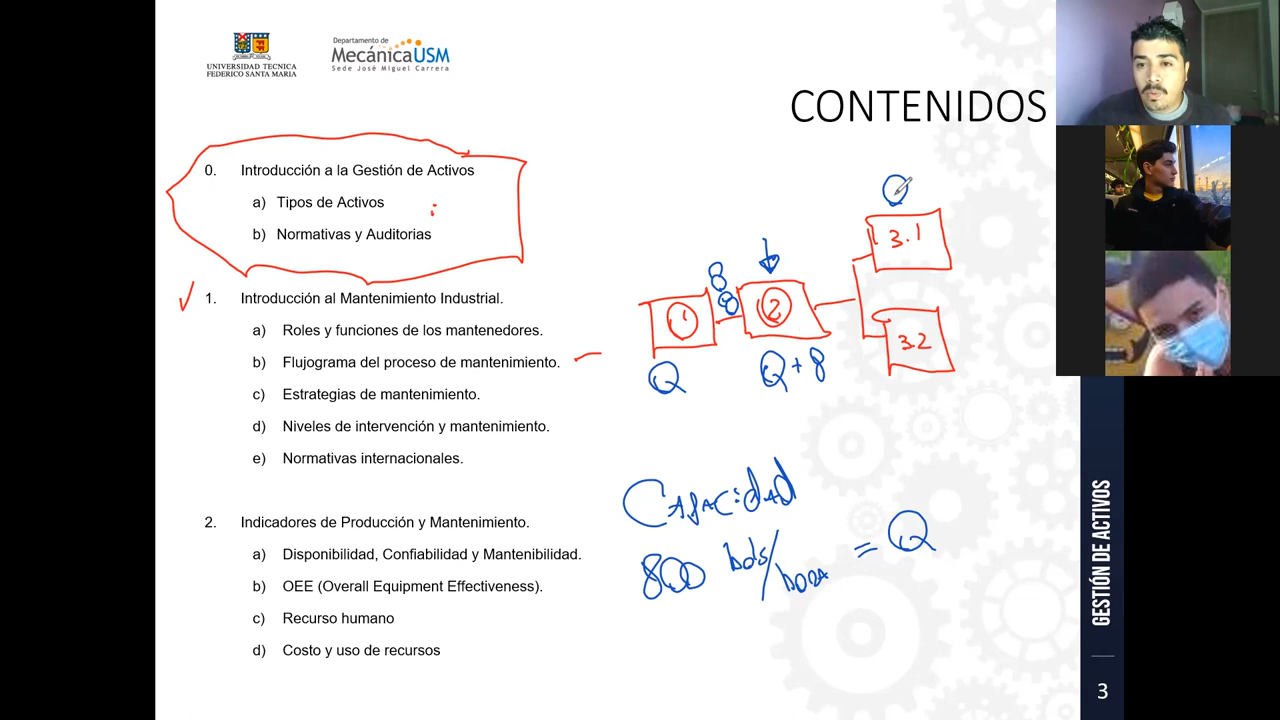 UNIVERSIDAD TECNICA
FEDERICO SANTA MARIA
Departamento de
MecánicaUSM
Sede José Miguel Carrera
CONTENIDOS
0. Introducción a la Gestión de Activos
a) Tipos de Activos
b) Normativas y Auditorias
1. Introducción al Mantenimiento Industrial.
a) Roles y funciones de los mantenedores.
b) Flujograma del proceso de mantenimiento.
c) Estrategias de mantenimiento.
d) Niveles de intervención y mantenimiento.
e) Normativas internacionales.
2. Indicadores de Producción y Mantenimiento.
a) Disponibilidad, Confiabilidad y Mantenibilidad.
b) OEE (Overall Equipment Effectiveness).
c) Recurso humano
d) Costo y uso de recursos
Q
3.1
8
8
1
2
3.2
Q
Q + 8
CAPACIDAD
800 bds/hora = Q
GESTIÓN DE ACTIVOS
3